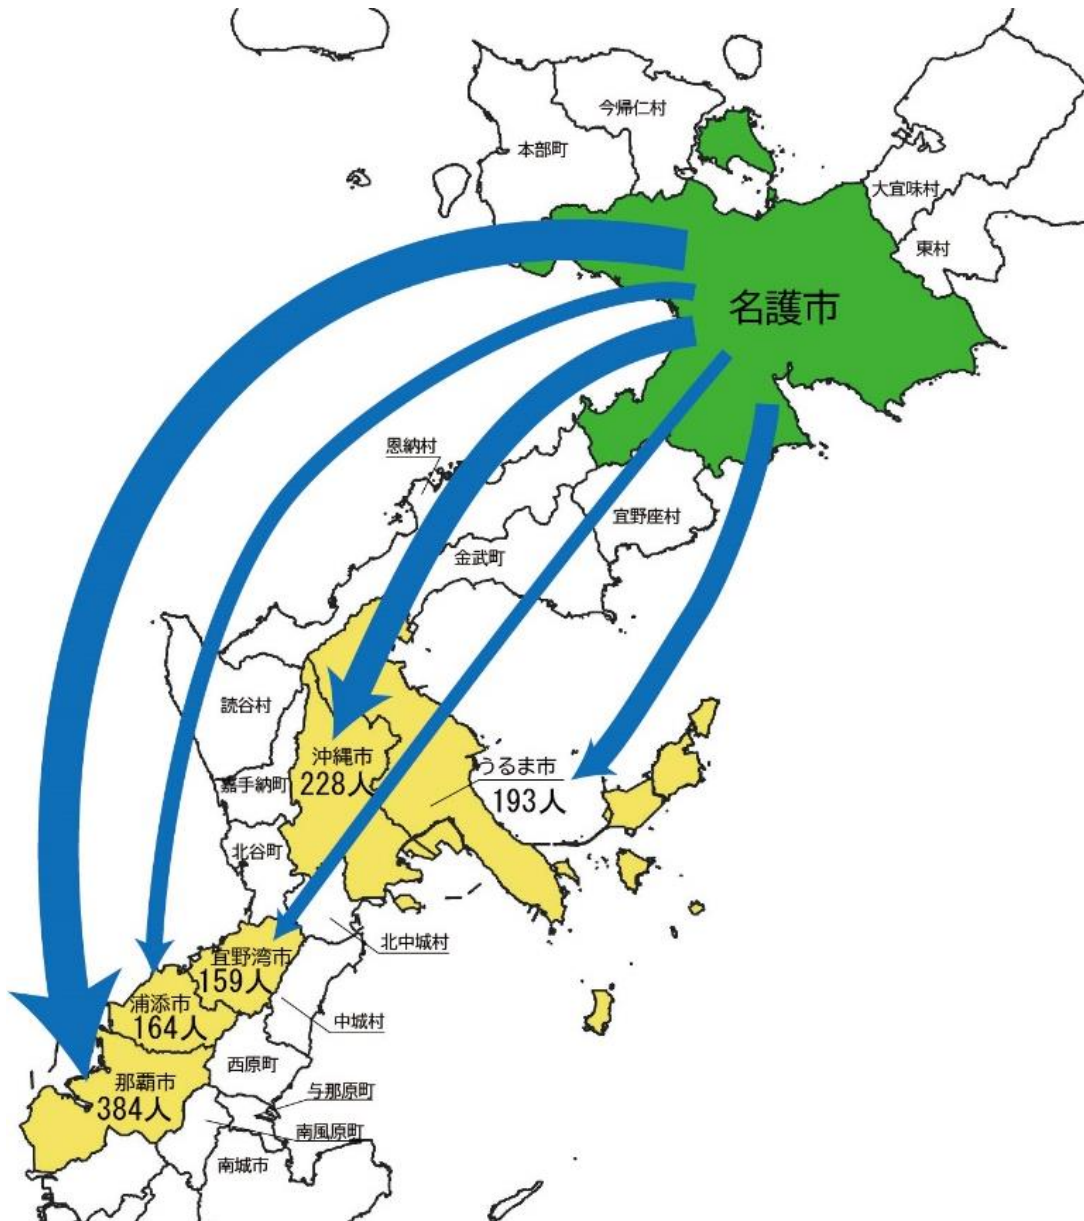 今帰仁村
本部町
大宜味村
東村
名護市
恩納村
宜野座村
金武町
読谷村
沖縄市
228人
うるま市
193人
嘉手納町
北谷町
北中城村
宜野湾市
159人
浦添市
164人
中城村
西原町
那覇市
384人
与那原町
南風原町
南城市